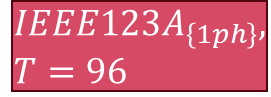 IEEE123A_{1ph},
T = 96